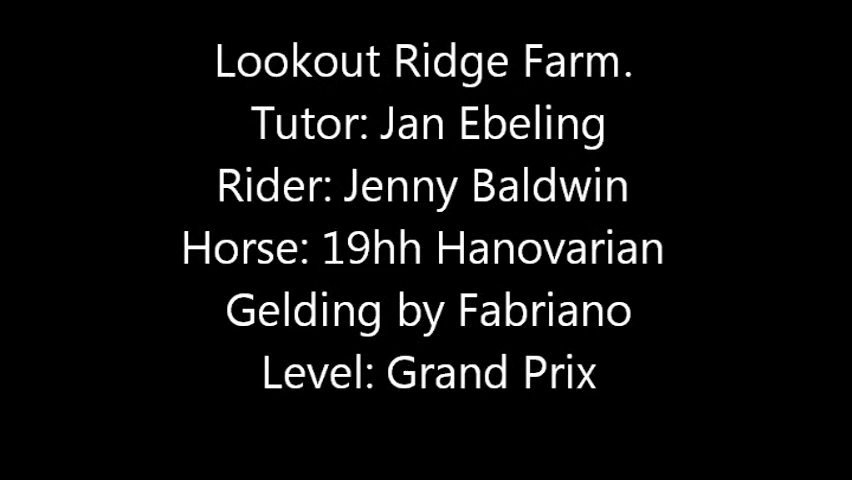 Lookout Ridge Farm.
Tutor: Jan Ebeling
Rider: Jenny Baldwin
Horse: 19hh Hanovarian
Gelding by Fabriano
Level: Grand Prix